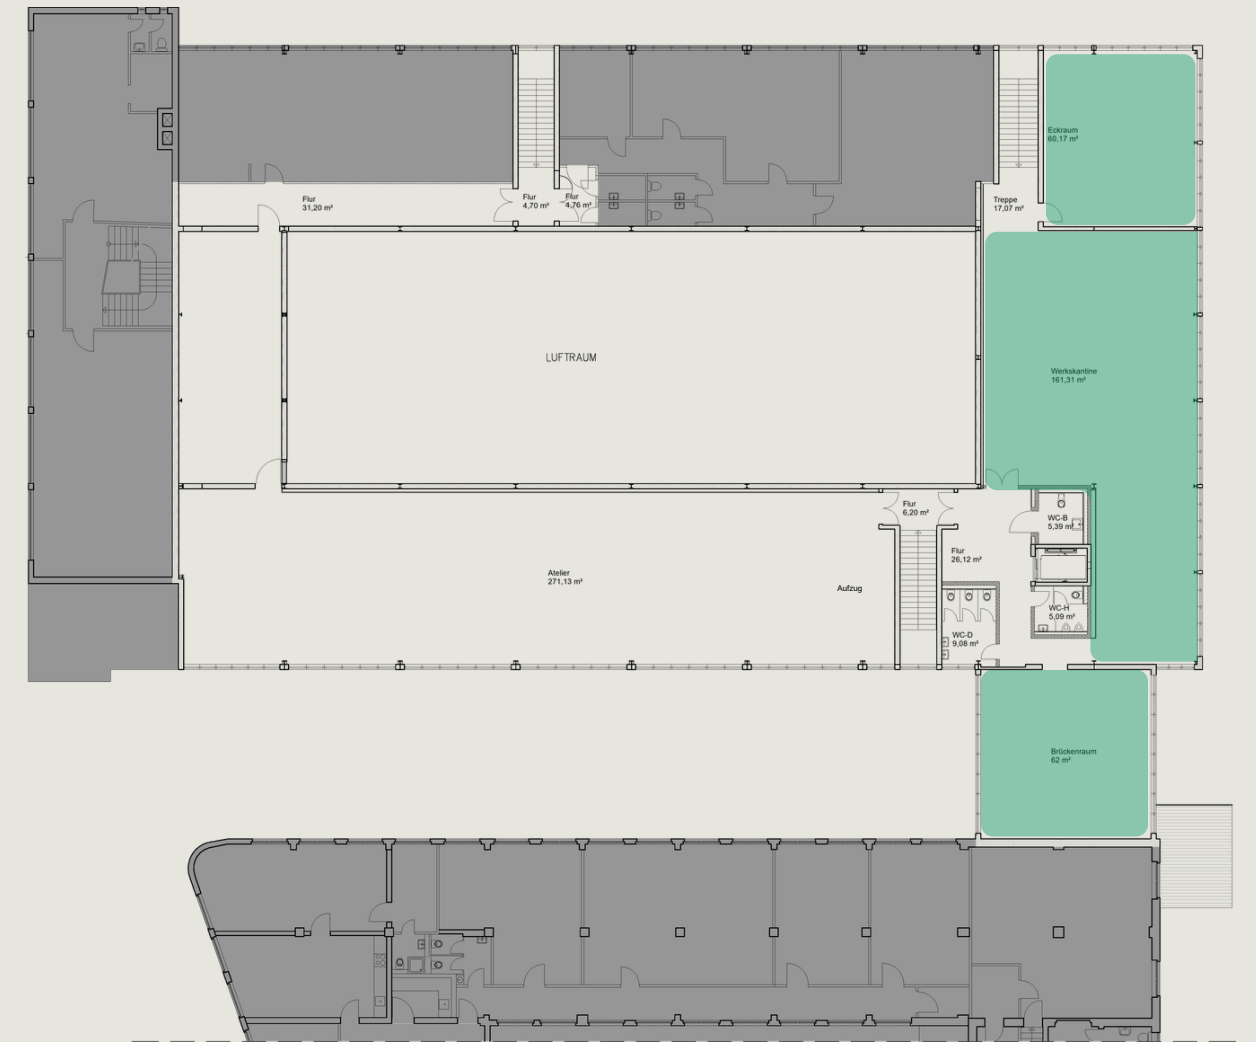 Eckraum
60,17 m²
Flur
31,20 m²
Flur
4,70 m²
Flur
4,76 m²
Treppe
17,07 m²
LUFTRAUM
Werkskantine
161,31 m²
Flur
6,20 m²
WC-B
5,39 m²
Flur
26,12 m²
Atelier
271,13 m²
Aufzug
WC-H
5,09 m²
WC-D
9,08 m²
Brückenraum
62 m²